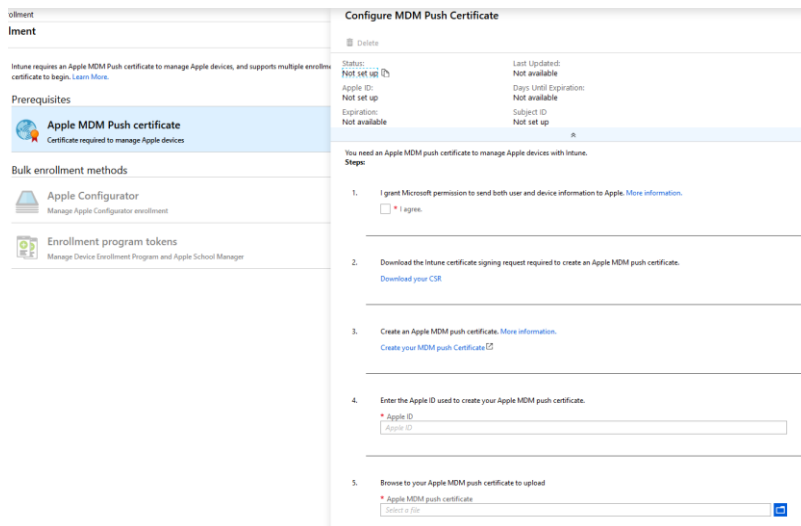 ollment
lment
Intune requires an Apple MDM Push certificate to manage Apple devices, and supports multiple enrollme
certificate to begin. Learn More.
Prerequisites
Apple MDM Push certificate
Certificate required to manage Apple devices
Bulk enrollment methods
Apple Configurator
Manage Apple Configurator enrollment
Enrollment program tokens
Manage Device Enrollment Program and Apple School Manager
Configure MDM Push Certificate
Delete
Status:
Not set up
Last Updated:
Not available
Apple ID:
Not set up
Days Until Expiration:
Not available
Expiration:
Not available
Subject ID
Not set up
You need an Apple MDM push certificate to manage Apple devices with Intune.
Steps:
1. I grant Microsoft permission to send both user and device information to Apple. More information.
* I agree.
2. Download the Intune certificate signing request required to create an Apple MDM push certificate.
Download your CSR
3. Create an Apple MDM push certificate. More information.
Create your MDM push Certificate
4. Enter the Apple ID used to create your Apple MDM push certificate.
* Apple ID
Apple ID
5. Browse to your Apple MDM push certificate to upload
* Apple MDM push certificate
Select a file